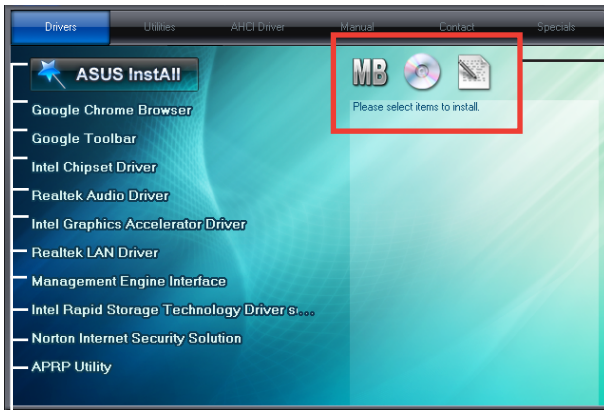 Drivers Utilities AHCI Driver Manual Contact Specials
ASUS InstAll
MB
Please select items to install.
Google Chrome Browser
Google Toolbar
Intel Chipset Driver
Realtek Audio Driver
Intel Graphics Accelerator Driver
Realtek LAN Driver
Management Engine Interface
Intel Rapid Storage Technology Driver s...
Norton Internet Security Solution
APRP Utility